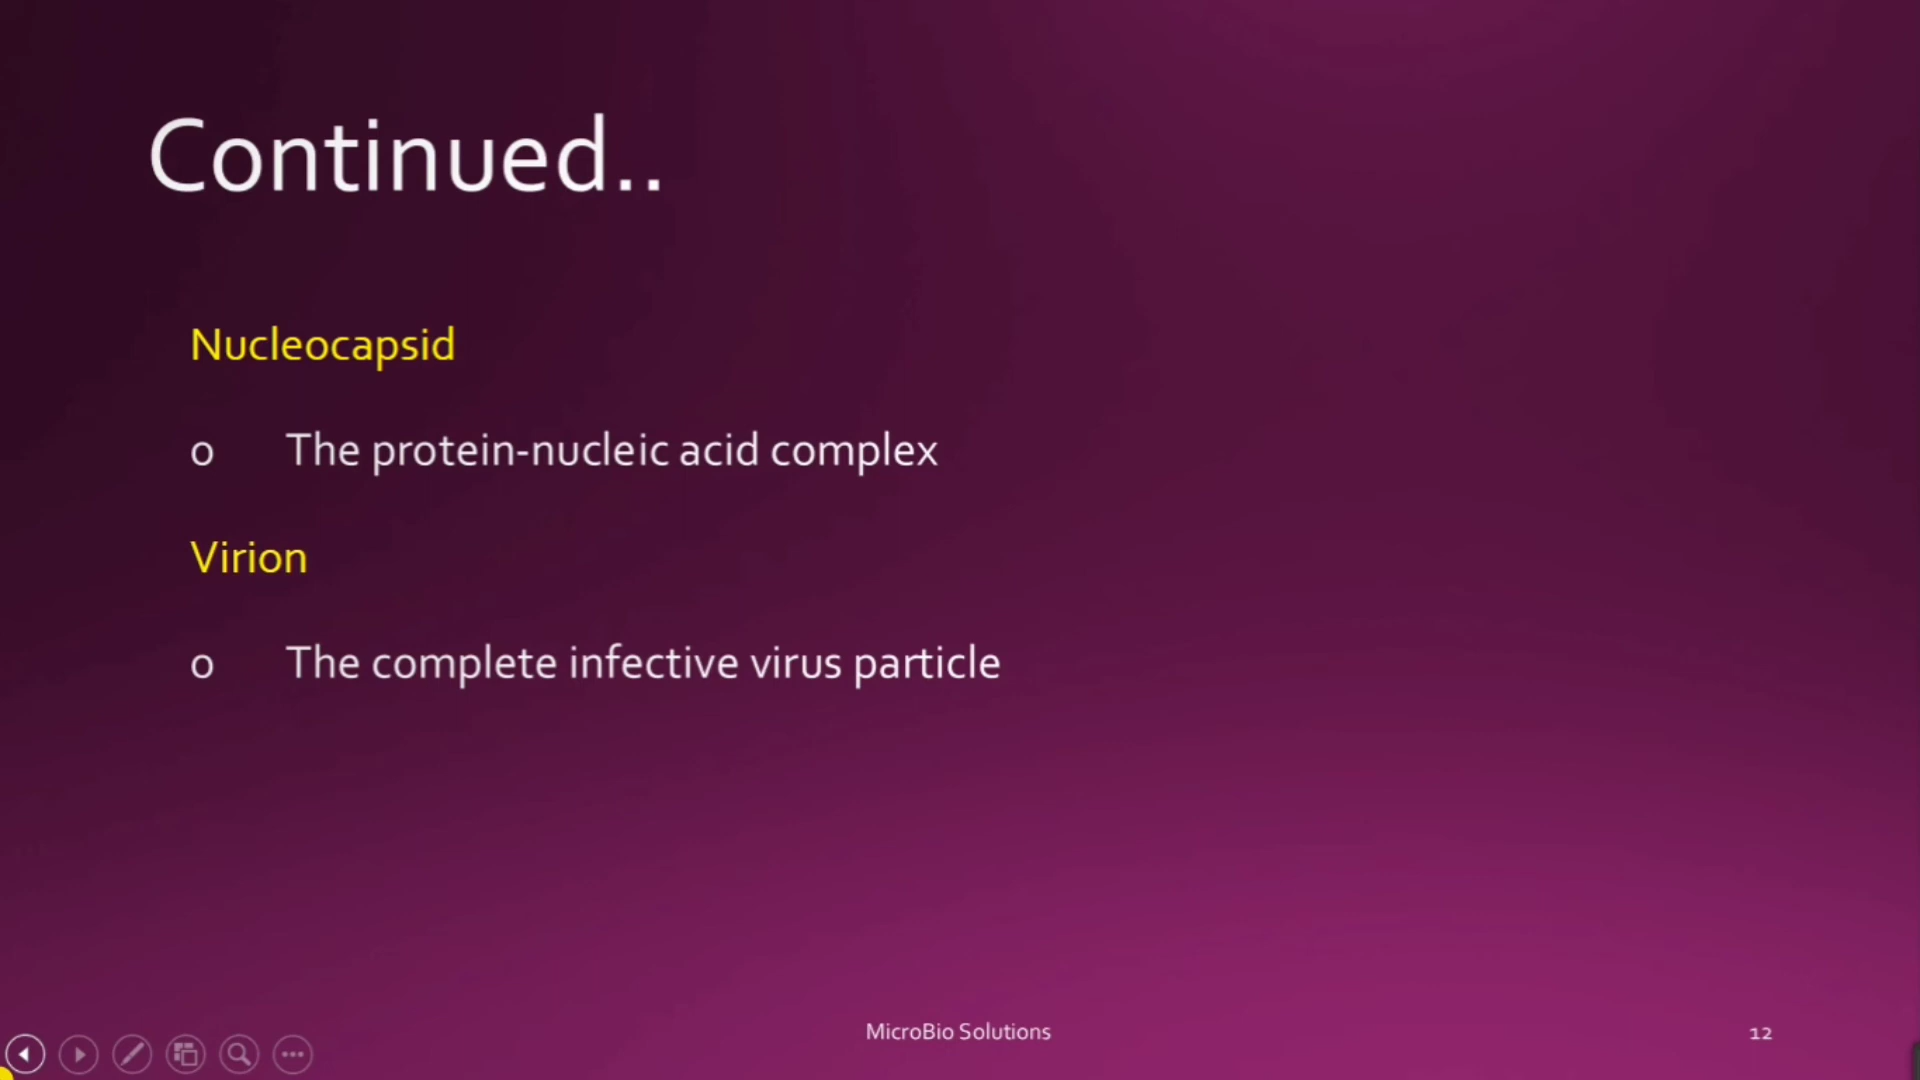 Continued..
Nucleocapsid
o The protein-nucleic acid complex
Virion
o The complete infective virus particle
MicroBio Solutions
12